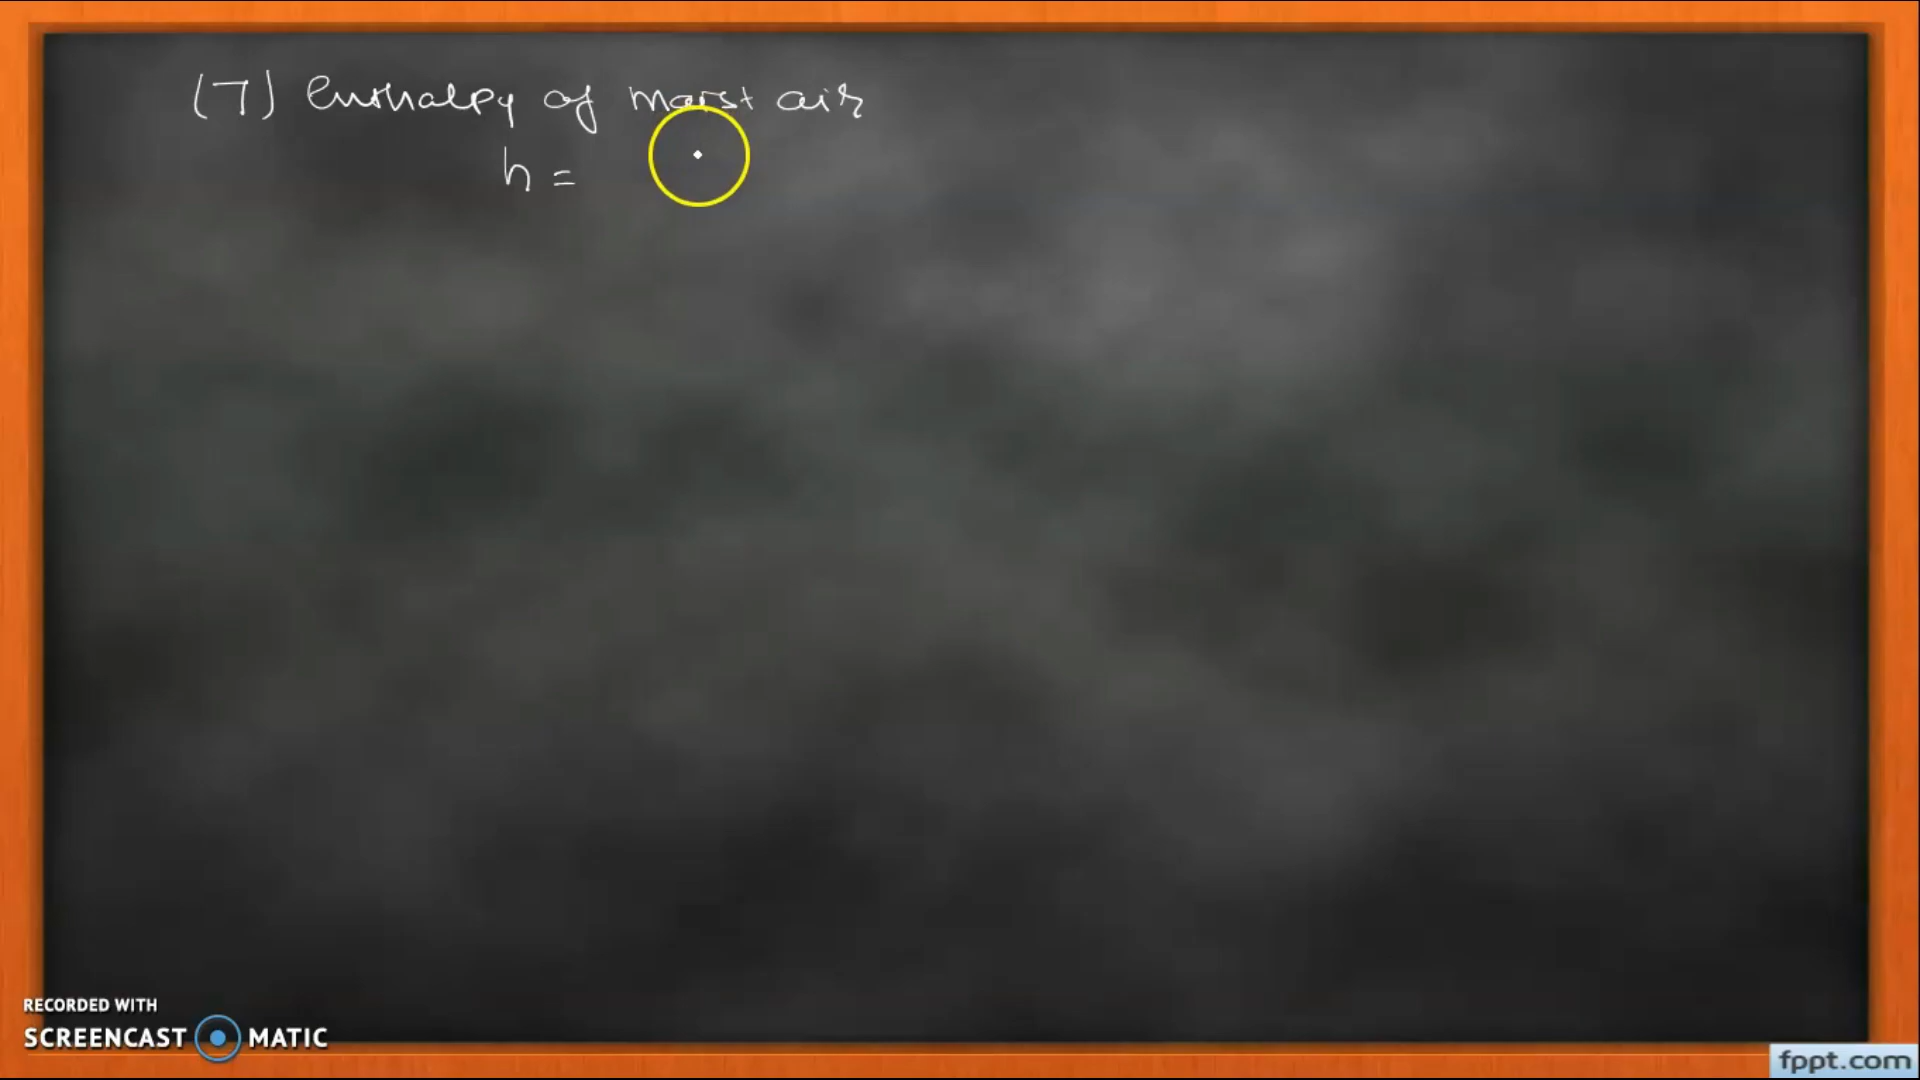 (7) Enthalpy of moist air
h =
RECORDED WITH
SCREENCAST MATIC
fppt.com